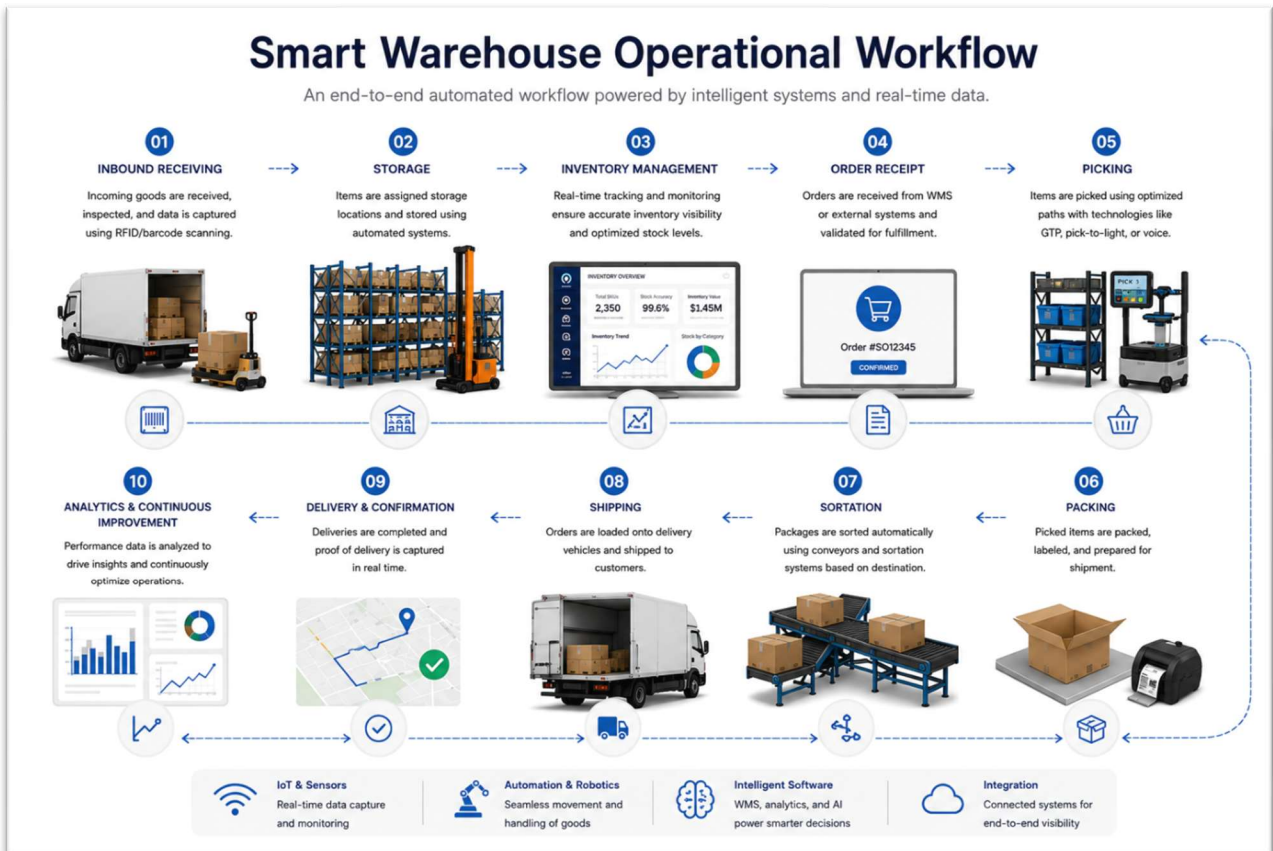 Smart Warehouse Operational Workflow
An end-to-end automated workflow powered by intelligent systems and real-time data.
01
INBOUND RECEIVING
Incoming goods are received,
inspected, and data is captured
using RFID/barcode scanning.
02
STORAGE
Items are assigned storage
locations and stored using
automated systems.
03
INVENTORY MANAGEMENT
Real-time tracking and monitoring
ensure accurate inventory visibility
and optimized stock levels.
INVENTORY OVERVIEW
Total SKUs
2,350
Stock Accuracy
99.6%
Inventory Value
$1.45M
Inventory Trend
Stock by Category
04
ORDER RECEIPT
Orders are received from WMS
or external systems and
validated for fulfillment.
Order #SO12345
CONFIRMED
05
PICKING
Items are picked using optimized
paths with technologies like
GTP, pick-to-light, or voice.
06
PACKING
Picked items are packed,
labeled, and prepared for
shipment.
07
SORTATION
Packages are sorted automatically
using conveyors and sortation
systems based on destination.
08
SHIPPING
Orders are loaded onto delivery
vehicles and shipped to
customers.
09
DELIVERY & CONFIRMATION
Deliveries are completed and
proof of delivery is captured
in real time.
10
ANALYTICS & CONTINUOUS
IMPROVEMENT
Performance data is analyzed to
drive insights and continuously
optimize operations.
IoT & Sensors
Real-time data capture
and monitoring
Automation & Robotics
Seamless movement and
handling of goods
Intelligent Software
WMS, analytics, and AI
power smarter decisions
Integration
Connected systems for
end-to-end visibility